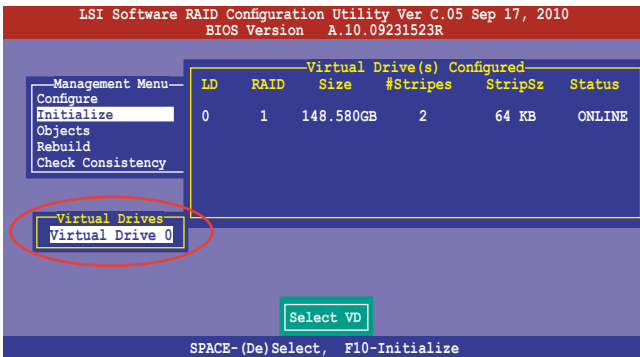 LSI Software RAID Configuration Utility Ver C.05 Sep 17, 2010
BIOS Version A.10.09231523R
Virtual Drive(s) Configured
LD RAID Size #Stripes StripSz Status
0 1 148.580GB 2 64 KB ONLINE
Management Menu
Configure
Initialize
Objects
Rebuild
Check Consistency
Virtual Drives
Virtual Drive 0
Select VD
SPACE-(De)Select, F10-Initialize